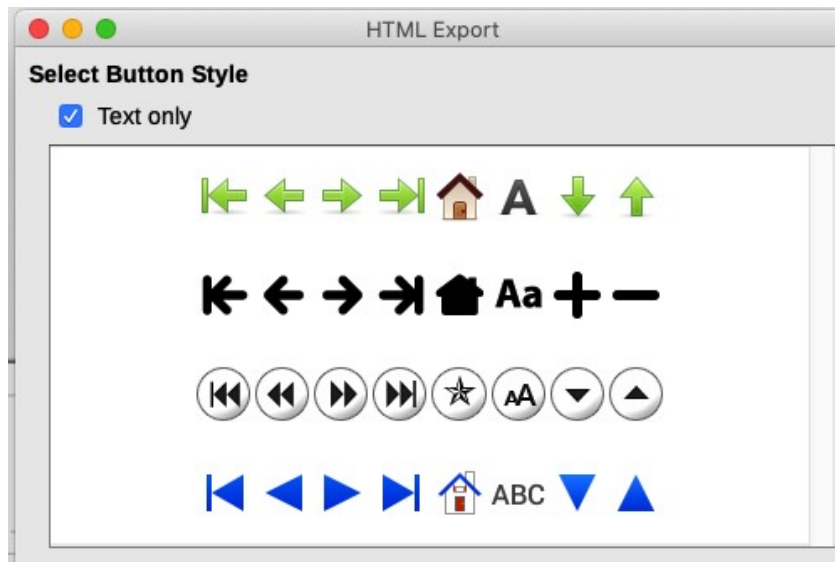 HTML Export
Select Button Style
Text only
A
Aa
AA
ABC